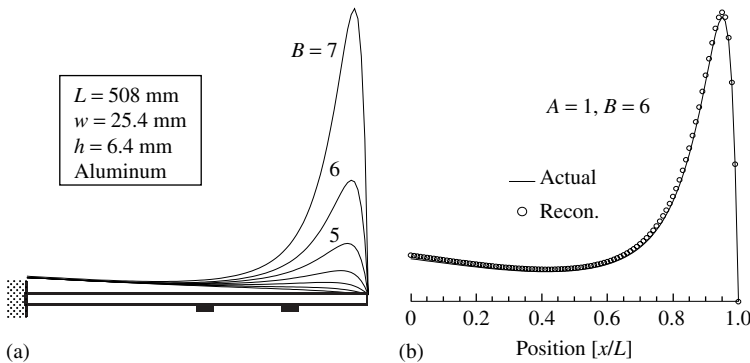 B = 7
L = 508 mm
w = 25.4 mm
h = 6.4 mm
Aluminum
6
5
(a)
A = 1, B = 6
Actual
Recon.
0 0.2 0.4 0.6 0.8 1.0
Position [x/L]
(b)